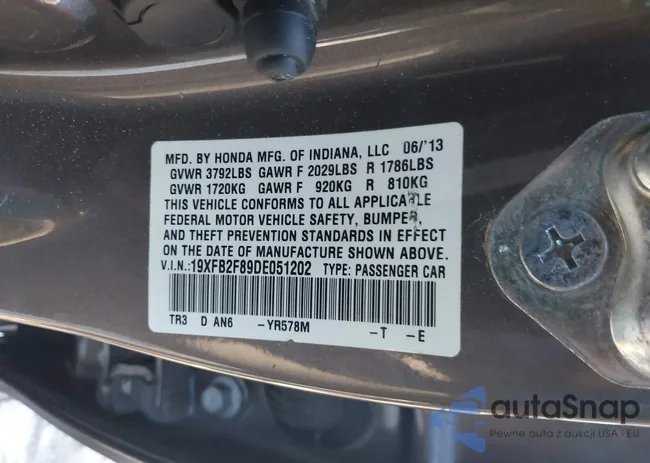 MFD. BY HONDA MFG. OF INDIANA, LLC 06/'13
GVWR 3792LBS GAWR F 2029LBS R 1786LBS
GVWR 1720KG GAWR F 920KG R 810KG
THIS VEHICLE CONFORMS TO ALL APPLICABLE
FEDERAL MOTOR VEHICLE SAFETY, BUMPER,
AND THEFT PREVENTION STANDARDS IN EFFECT
ON THE DATE OF MANUFACTURE SHOWN ABOVE.
V.I.N.: 19XFB2F89DE051202 TYPE: PASSENGER CAR
TR3 D AN6 -YR578M -T -E
autaSnap
Pewne auta z aukcji USA i EU